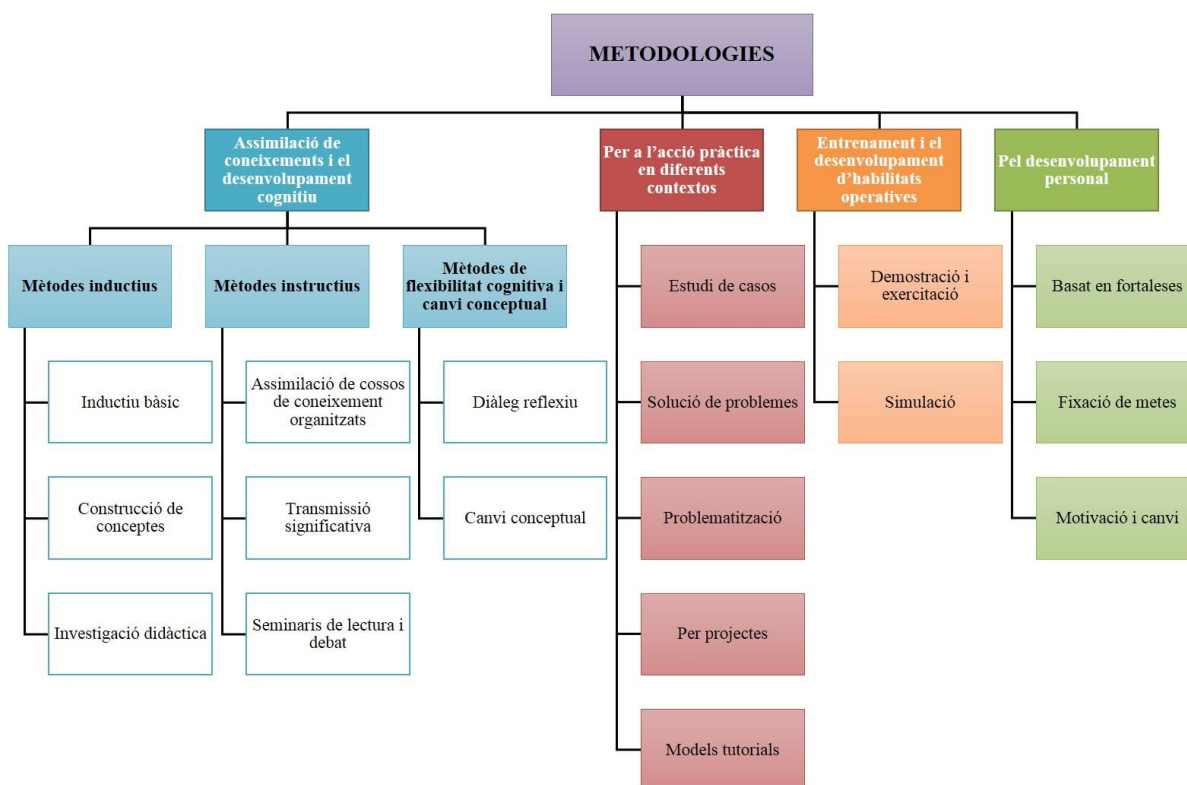 METODOLOGIES
Assimilació de
coneixements i el
desenvolupament
cognitiu
Per a l’acció pràctica
en diferents
contextos
Entrenament i el
desenvolupament
d’habilitats
operatives
Pel desenvolupament
personal
Mètodes inductius
Mètodes instructius
Mètodes de
flexibilitat cognitiva i
canvi conceptual
Inductiu bàsic
Construcció de
conceptes
Investigació didàctica
Assimilació de cossos
de coneixement
organitzats
Transmissió
significativa
Seminaris de lectura i
debat
Diàleg reflexiu
Canvi conceptual
Estudi de casos
Solució de problemes
Problematització
Per projectes
Models tutorials
Demostració i
exercitació
Simulació
Basat en fortaleses
Fixació de metes
Motivació i canvi